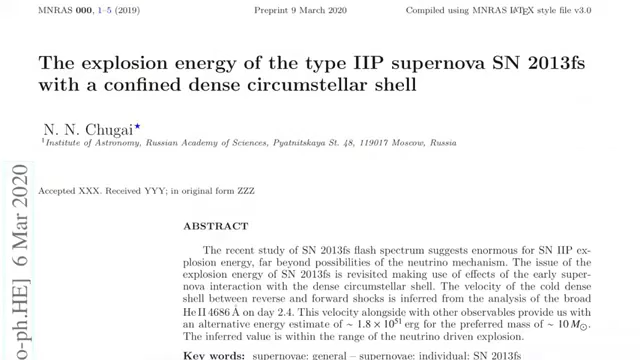 MNRAS 000, 1–5 (2019) Preprint 9 March 2020 Compiled using MNRAS LATEX style file v3.0
The explosion energy of the type IIP supernova SN 2013fs
with a confined dense circumstellar shell
N. N. Chugai★
1Institute of Astronomy, Russian Academy of Sciences, Pyatnitskaya St. 48, 119017 Moscow, Russia
Accepted XXX. Received YYY; in original form ZZZ
ABSTRACT
The recent study of SN 2013fs flash spectrum suggests enormous for SN IIP ex-
plosion energy, far beyond possibilities of the neutrino mechanism. The issue of the
explosion energy of SN 2013fs is revisited making use of effects of the early super-
nova interaction with the dense circumstellar shell. The velocity of the cold dense
shell between reverse and forward shocks is inferred from the analysis of the broad
He II 4686 Å on day 2.4. This velocity alongside with other observables provide us with
an alternative energy estimate of ∼ 1.8 × 10^51 erg for the preferred mass of ∼ 10 M⊙.
The inferred value is within the range of the neutrino driven explosion.
Key words: supernovae: general – supernovae: individual: SN 2013fs
o-ph.HE] 6 Mar 2020